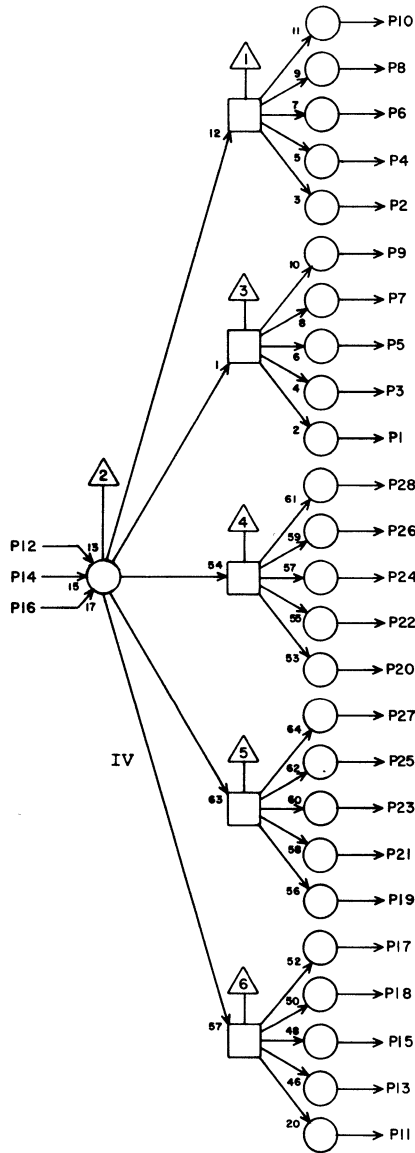 11 P10
1
9 P8
7 P6
12
5 P4
3 P2
10 P9
3
8 P7
6 P5
1
4 P3
2 P1
61 P28
2
4
59 P26
P12 13
54
57 P24
P14 15
P16 17
55 P22
53 P20
64 P27
5
62 P25
IV
63
60 P23
58 P21
56 P19
52 P17
6
50 P18
57
48 P15
46 P13
20 P11